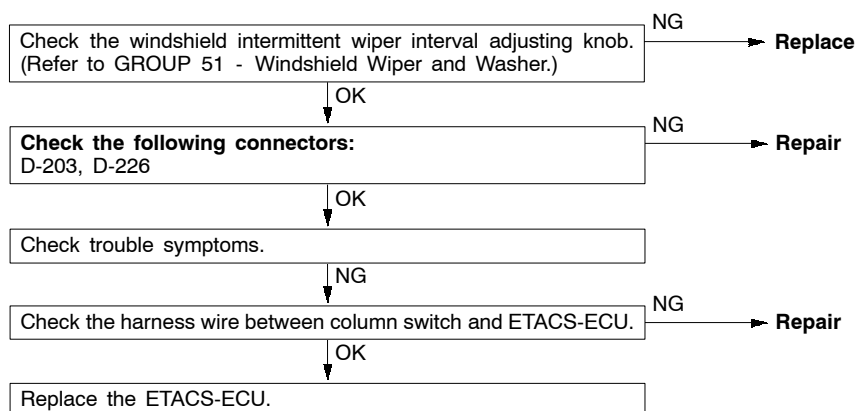 Check the windshield intermittent wiper interval adjusting knob.
(Refer to GROUP 51 - Windshield Wiper and Washer.)
NG
Replace
OK
Check the following connectors:
D-203, D-226
NG
Repair
OK
Check trouble symptoms.
NG
Check the harness wire between column switch and ETACS-ECU.
NG
Repair
OK
Replace the ETACS-ECU.